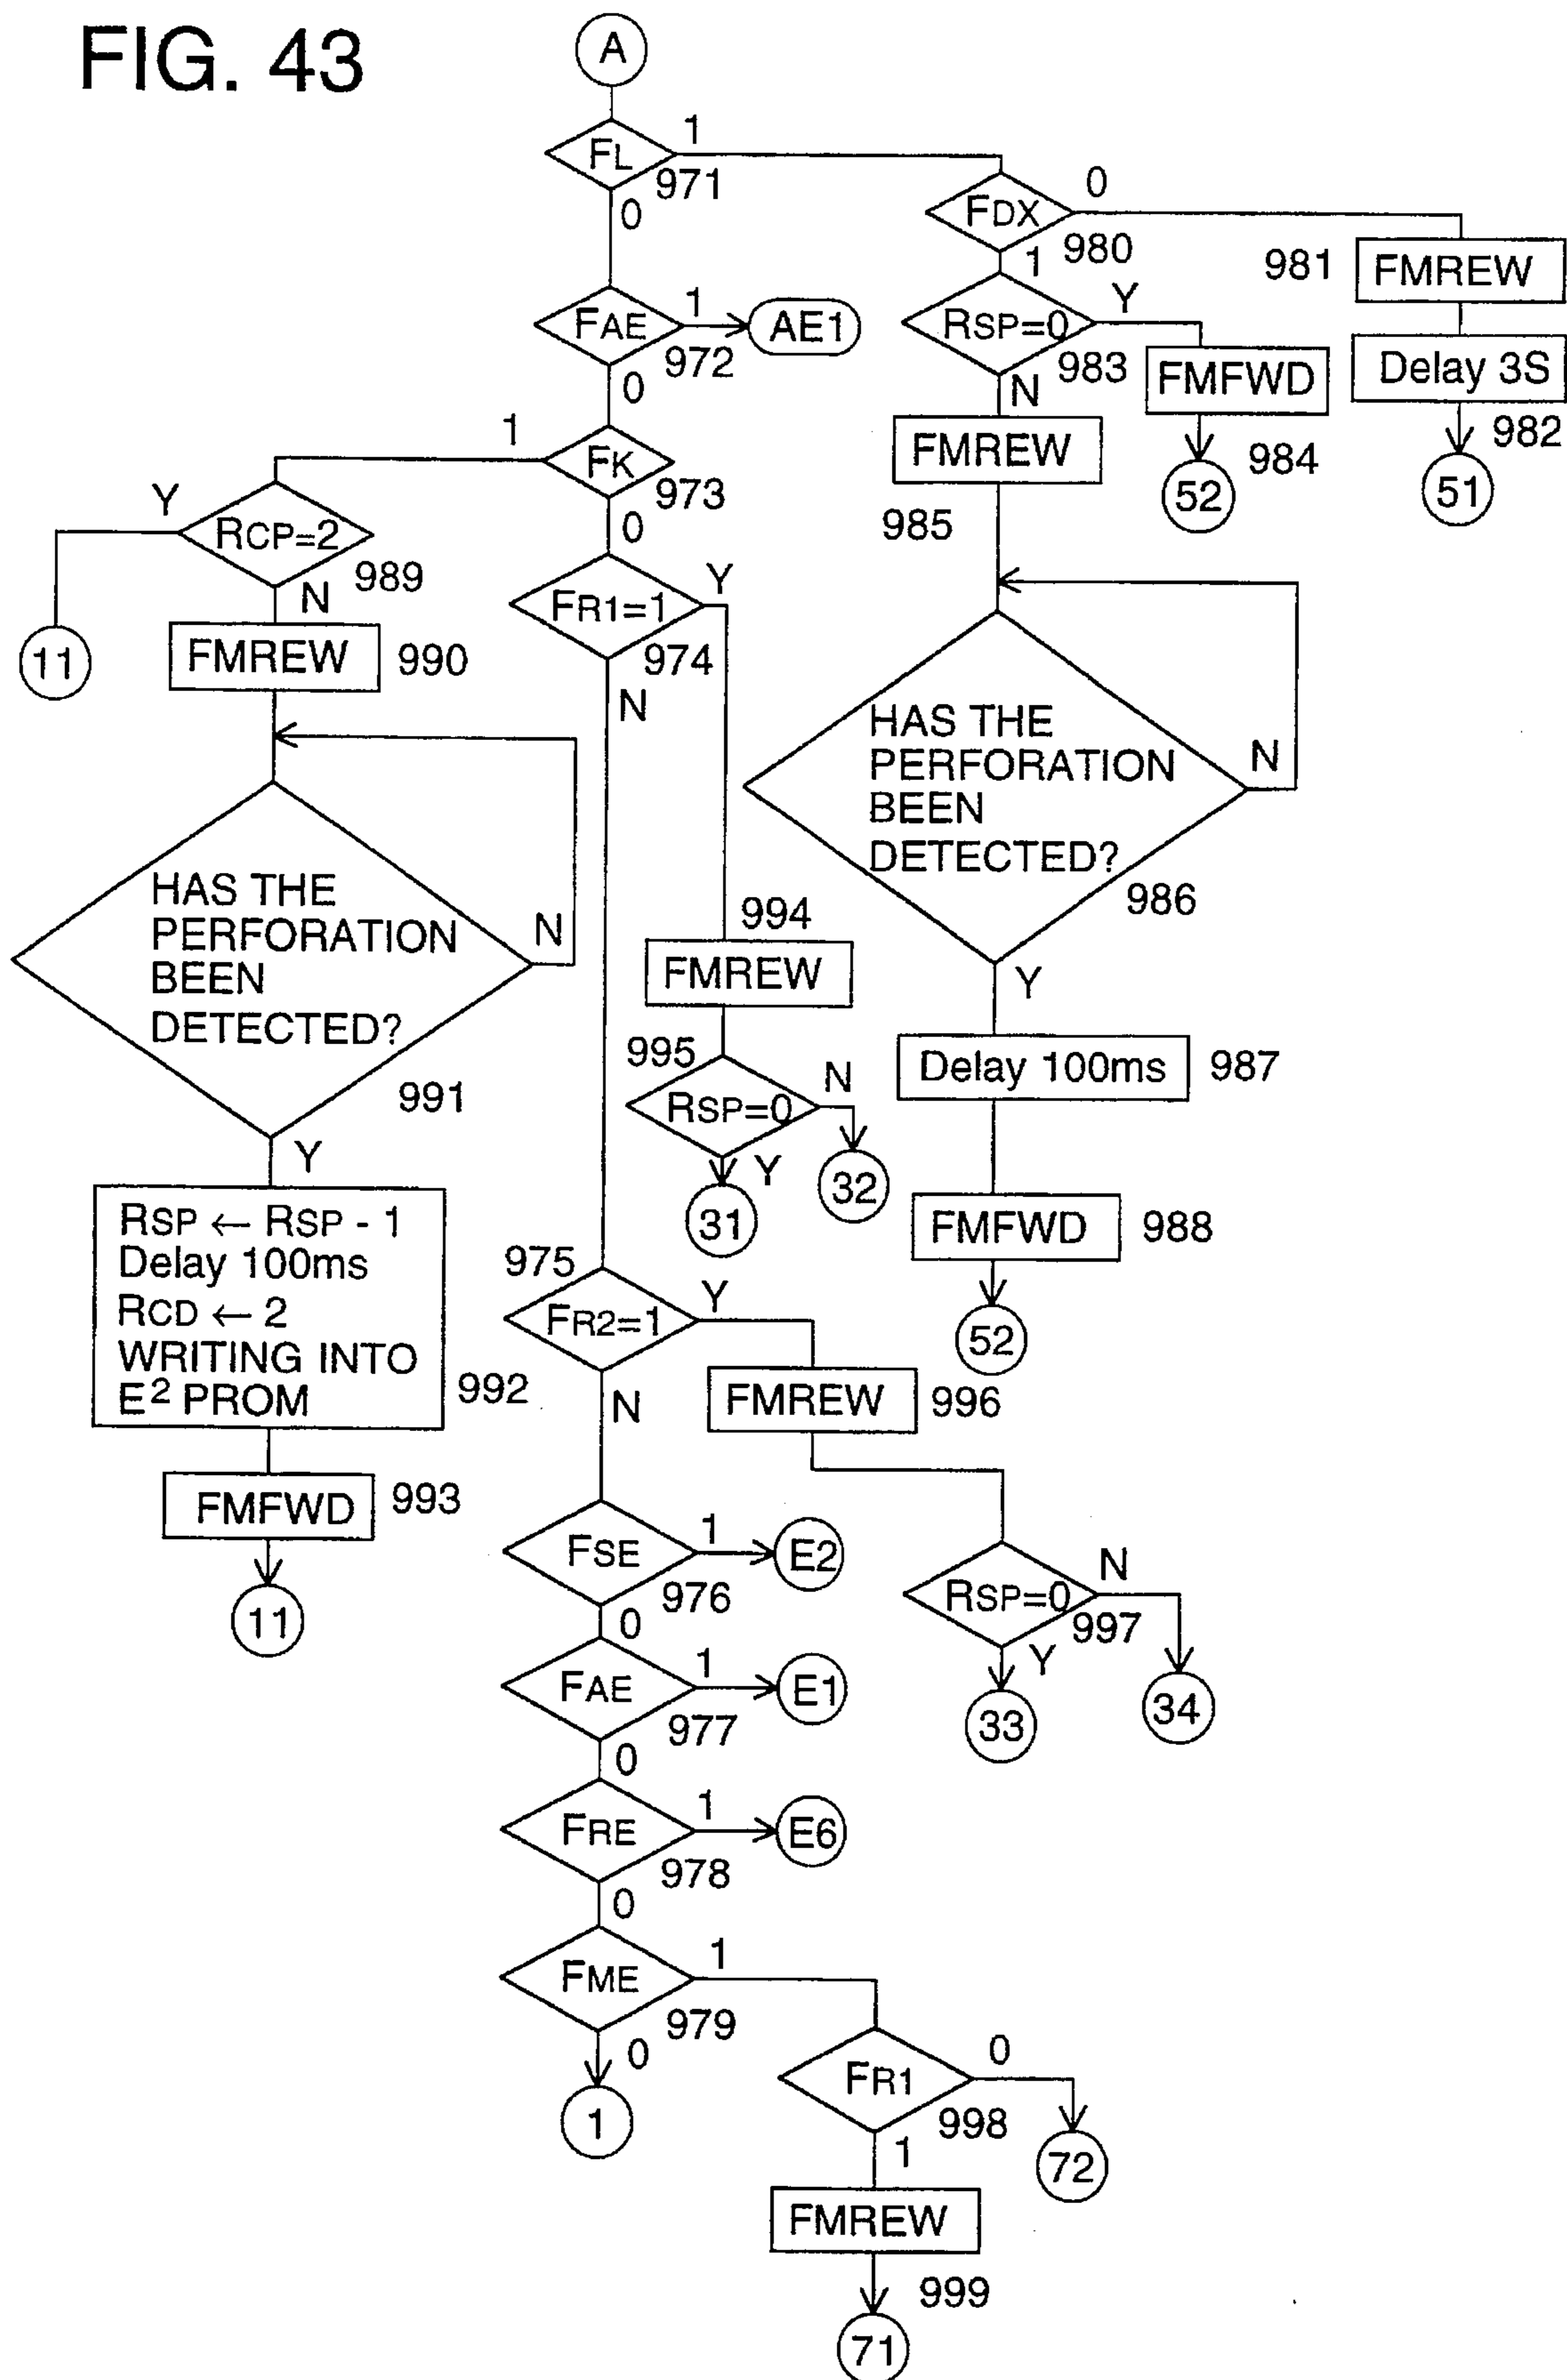 FIG. 43
A
FL
1
971
0
FDX
0
980
1
981
FMREW
FAE
1
AE1
972
0
RSP=0
Y
983
N
FMFWD
984
52
Delay 3S
982
51
FK
1
973
0
FMREW
985
RCP=2
Y
989
N
11
FMREW
990
FR1=1
Y
974
N
HAS THE
PERFORATION
BEEN
DETECTED?
N
986
Y
HAS THE
PERFORATION
BEEN
DETECTED?
N
991
Y
994
FMREW
995
RSP=0
N
Y
31
32
Delay 100ms
987
FMFWD
988
52
RSP ← RSP - 1
Delay 100ms
RCD ← 2
WRITING INTO
E² PROM
992
FMFWD
993
11
975
FR2=1
Y
N
FMREW
996
RSP=0
N
997
Y
33
34
FSE
1
E2
976
0
FAE
1
E1
977
0
FRE
1
E6
978
0
FME
1
979
0
1
FR1
0
998
1
72
FMREW
999
71